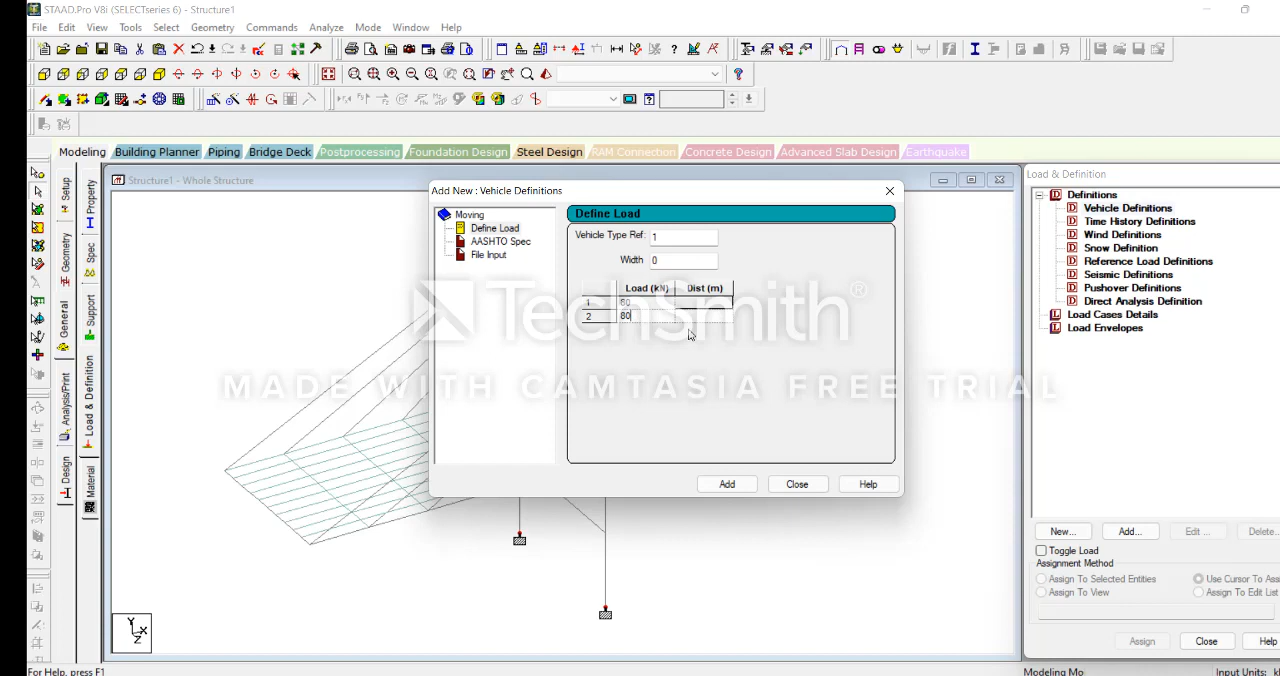 STAAD.Pro V8i (SELECTseries 6) - Structure1
File Edit View Tools Select Geometry Commands Analyze Mode Window Help
Modeling Building Planner Piping Bridge Deck Postprocessing Foundation Design Steel Design RAM Connection Concrete Design Advanced Slab Design Earthquake
Setup
Geometry
General
Analysis/Print
Design
Property
Spec
Support
Load & Definition
Material
Structure1 - Whole Structure
Add New : Vehicle Definitions
Moving
Define Load
AASHTO Spec
File Input
Define Load
Vehicle Type Ref: 1
Width 0
Load (kN) Dist (m)
1
2 80
Add Close Help
TechSmith®
MADE WITH CAMTASIA FREE TRIAL
Y
X
Z
Load & Definition
Definitions
Vehicle Definitions
Time History Definitions
Wind Definitions
Snow Definition
Reference Load Definitions
Seismic Definitions
Pushover Definitions
Direct Analysis Definition
Load Cases Details
Load Envelopes
New... Add... Edit ... Delete...
Toggle Load
Assignment Method
Assign To Selected Entities Use Cursor To Ass
Assign To View Assign To Edit List
Assign Close Help
For Help, press F1
Modeling Mo Input Units: k